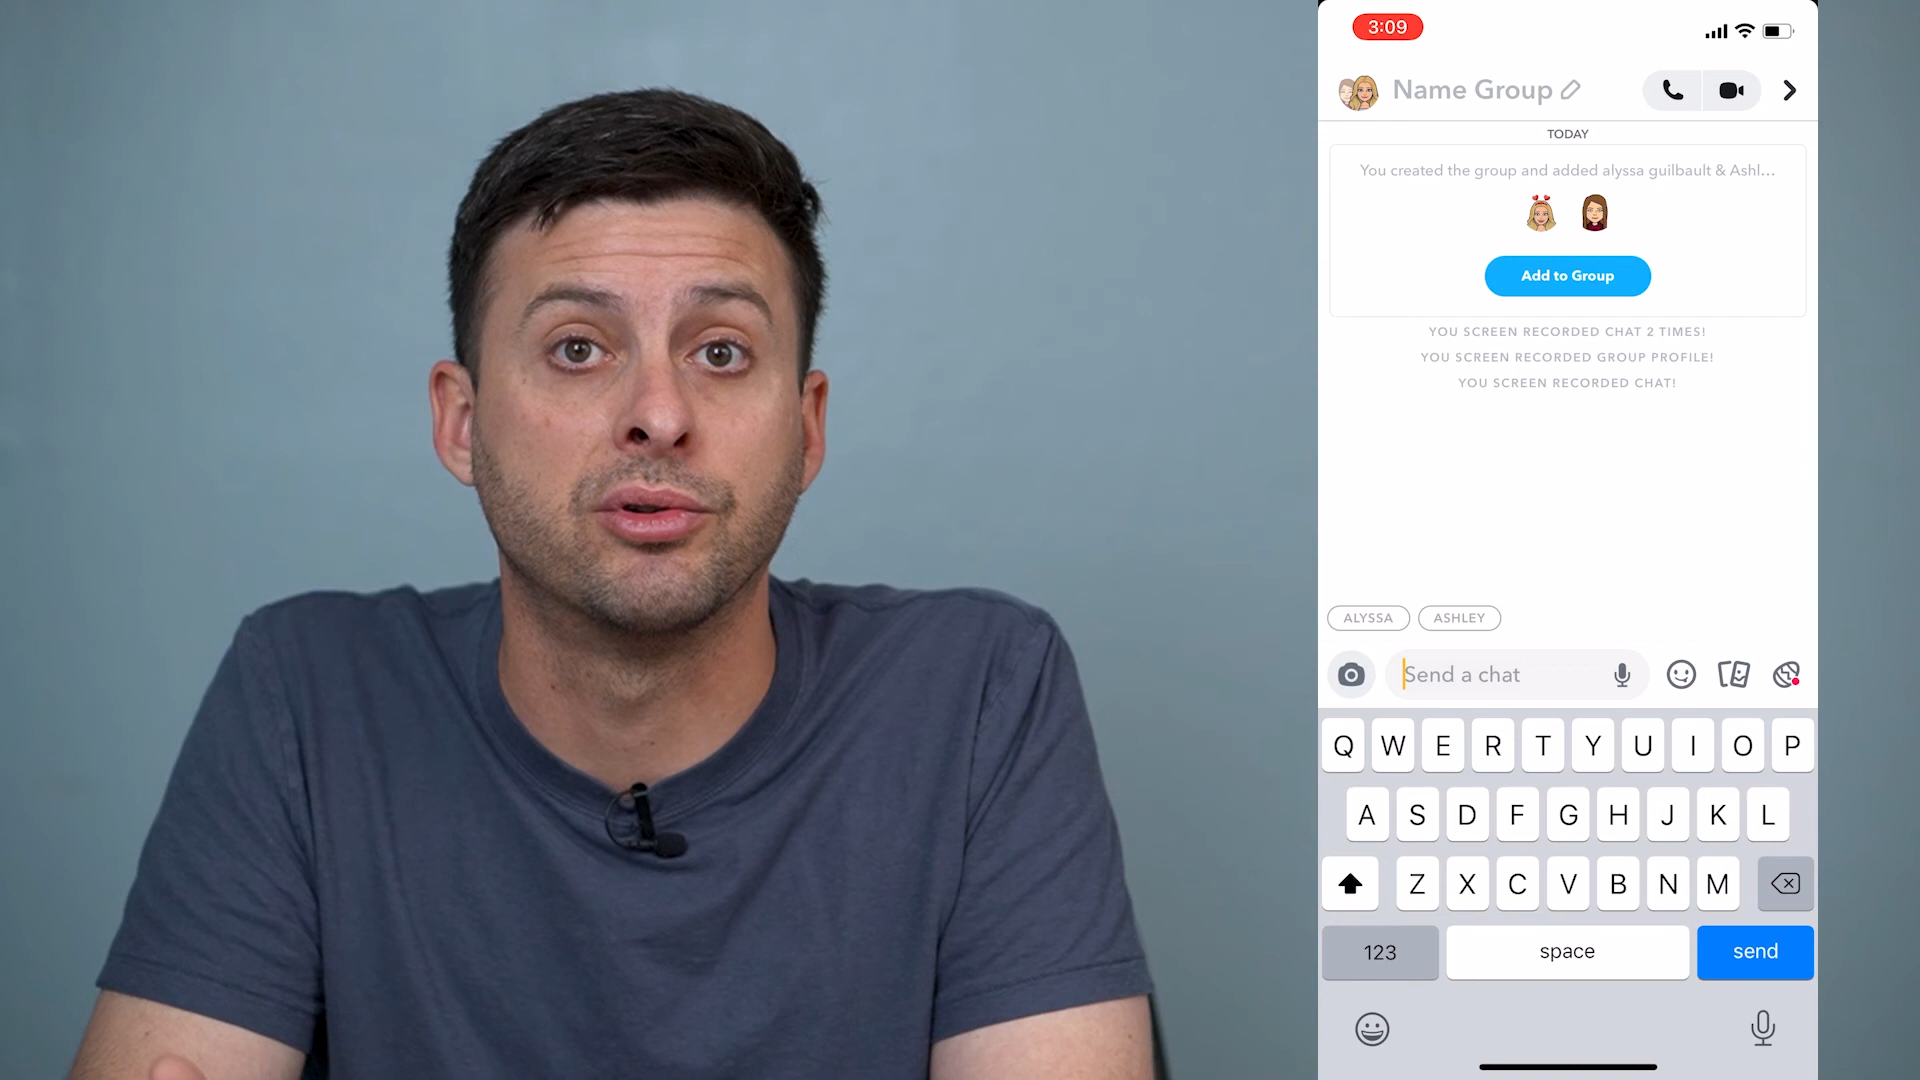 3:09
Name Group
TODAY
You created the group and added alyssa guilbault & Ashl...
Add to Group
YOU SCREEN RECORDED CHAT 2 TIMES!
YOU SCREEN RECORDED GROUP PROFILE!
YOU SCREEN RECORDED CHAT!
ALYSSA ASHLEY
Send a chat
Q W E R T Y U I O P
A S D F G H J K L
Z X C V B N M
123 space send